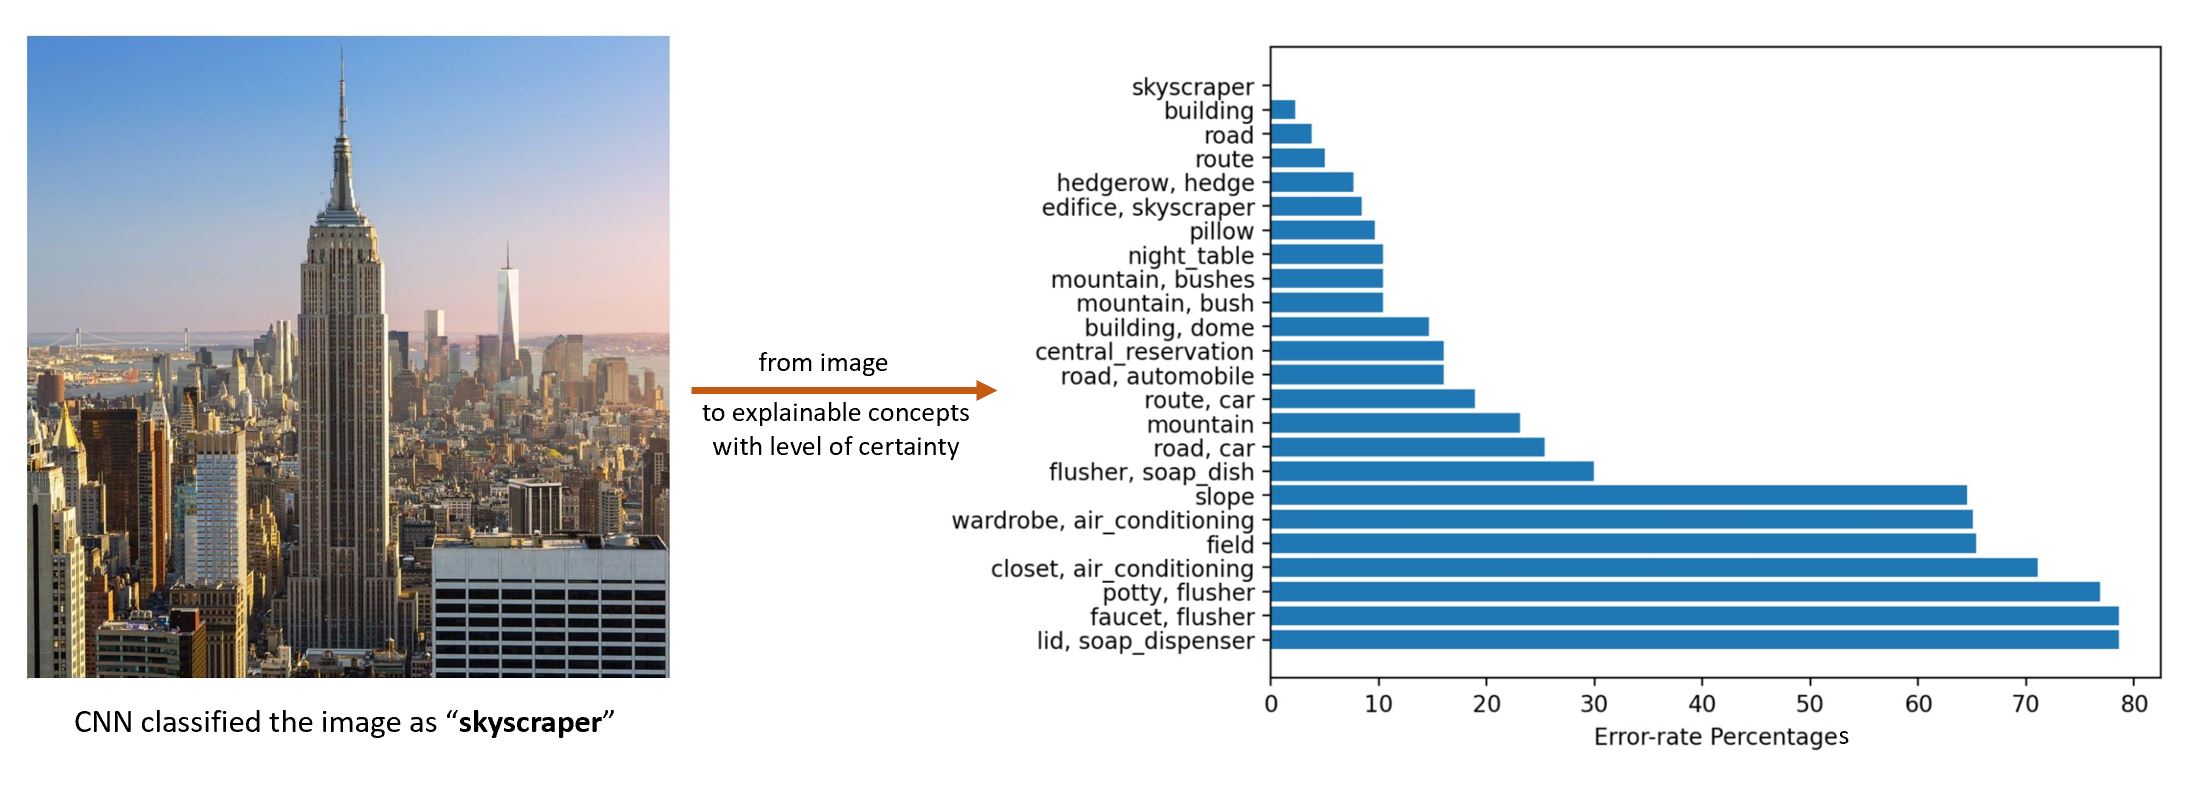 CNN classified the image as “skyscraper”
from image
to explainable concepts
with level of certainty
skyscraper
building
road
route
hedgerow, hedge
edifice, skyscraper
pillow
night_table
mountain, bushes
mountain, bush
building, dome
central_reservation
road, automobile
route, car
mountain
road, car
flusher, soap_dish
slope
wardrobe, air_conditioning
field
closet, air_conditioning
potty, flusher
faucet, flusher
lid, soap_dispenser
0 10 20 30 40 50 60 70 80
Error-rate Percentages